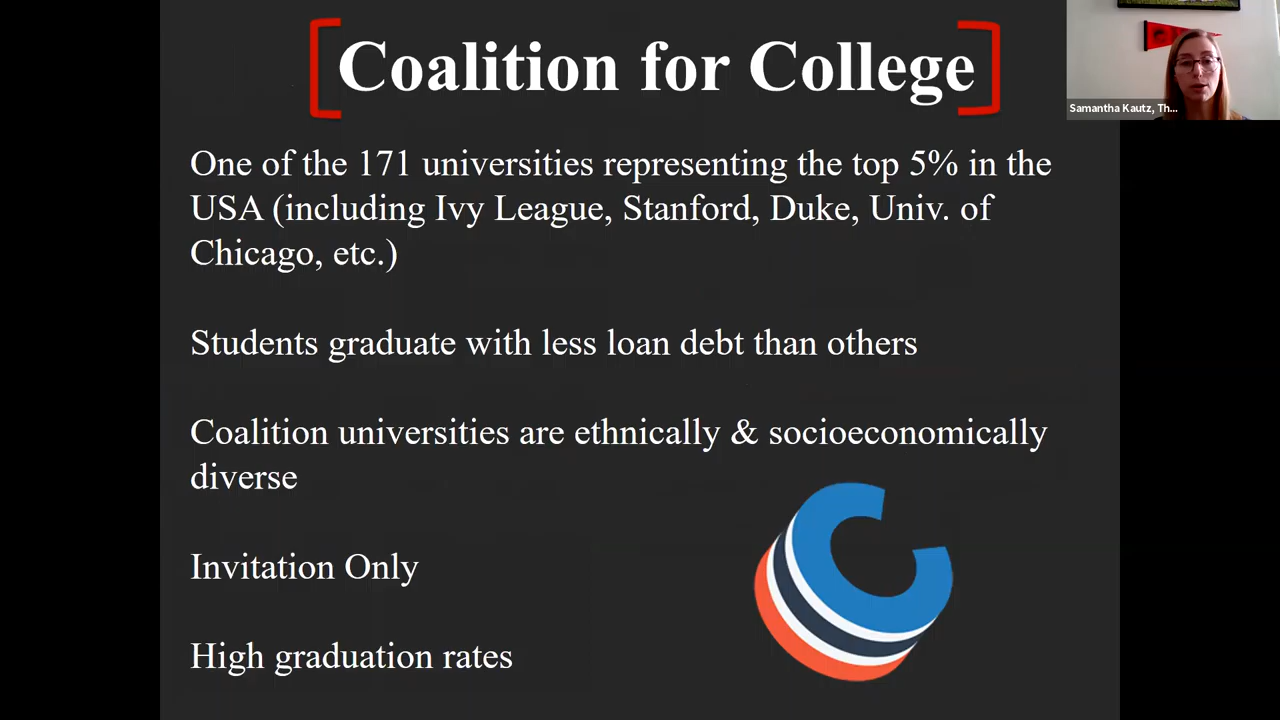 Coalition for College
Samantha Kautz, Th...
One of the 171 universities representing the top 5% in the
USA (including Ivy League, Stanford, Duke, Univ. of
Chicago, etc.)
Students graduate with less loan debt than others
Coalition universities are ethnically & socioeconomically
diverse
Invitation Only
High graduation rates